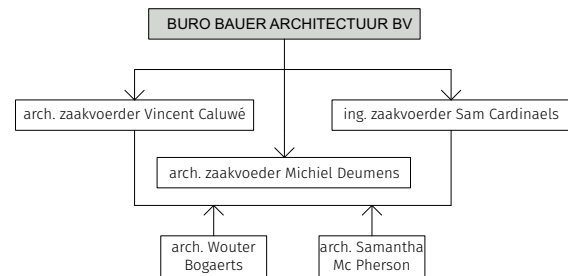 BURO BAUER ARCHITECTUUR BV
arch. zaakvoerder Vincent Caluwé
ing. zaakvoerder Sam Cardinaels
arch. zaakvoeder Michiel Deumens
arch. Wouter
Bogaerts
arch. Samantha
Mc Pherson